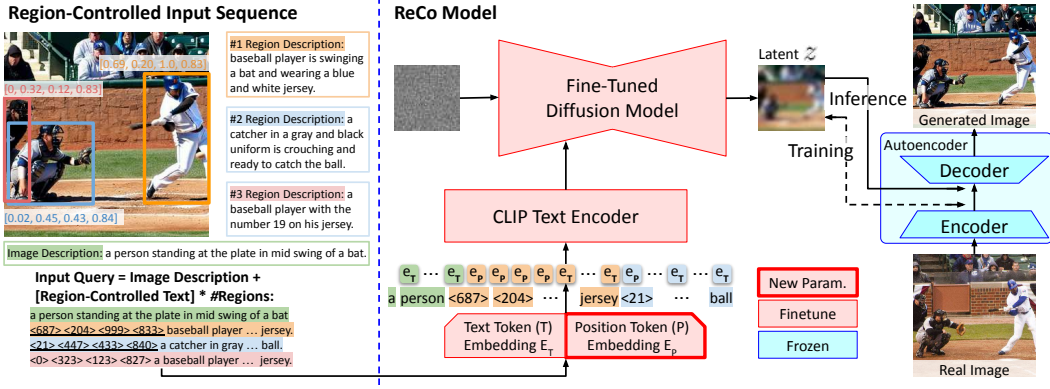 Region-Controlled Input Sequence
[0.69, 0.20, 1.0, 0.83]
[0, 0.32, 0.12, 0.83]
[0.02, 0.45, 0.43, 0.84]
#1 Region Description:
baseball player is swinging
a bat and wearing a blue
and white jersey.
#2 Region Description: a
catcher in a gray and black
uniform is crouching and
ready to catch the ball.
#3 Region Description: a
baseball player with the
number 19 on his jersey.
Image Description: a person standing at the plate in mid swing of a bat.
Input Query = Image Description +
[Region-Controlled Text] * #Regions:
a person standing at the plate in mid swing of a bat
<687> <204> <999> <833> baseball player ... jersey.
<21> <447> <433> <840> a catcher in gray ... ball.
<0> <323> <123> <827> a baseball player ... jersey.
ReCo Model
Fine-Tuned
Diffusion Model
CLIP Text Encoder
e_T ... e_T e_P e_P e_P e_P e_T ... e_T e_P ... e_T ... e_T
a person <687> <204> ... jersey <21> ... ball
Text Token (T)
Embedding E_T
Position Token (P)
Embedding E_P
Latent z
Inference
Training
Generated Image
Autoencoder
Decoder
Encoder
Real Image
New Param.
Finetune
Frozen